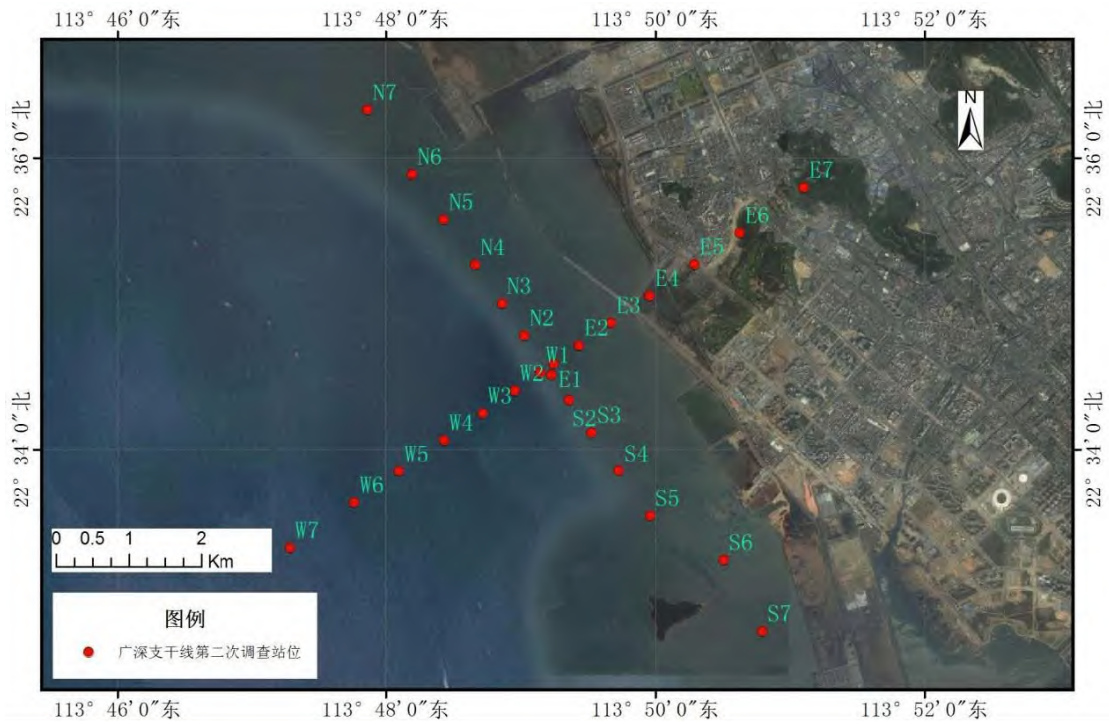 113° 46′0″东
113° 48′0″东
113° 50′0″东
113° 52′0″东
N
N7
N6
N5
N4
N3
N2
E7
E6
E5
E4
E3
E2
W1
E1
W2
W3
W4
W5
W6
W7
S2
S3
S4
S5
S6
S7
22° 36′0″北
22° 34′0″北
22° 36′0″北
22° 34′0″北
0 0.5 1 2
Km
图例
广深支干线第二次调查站位
113° 46′0″东
113° 48′0″东
113° 50′0″东
113° 52′0″东